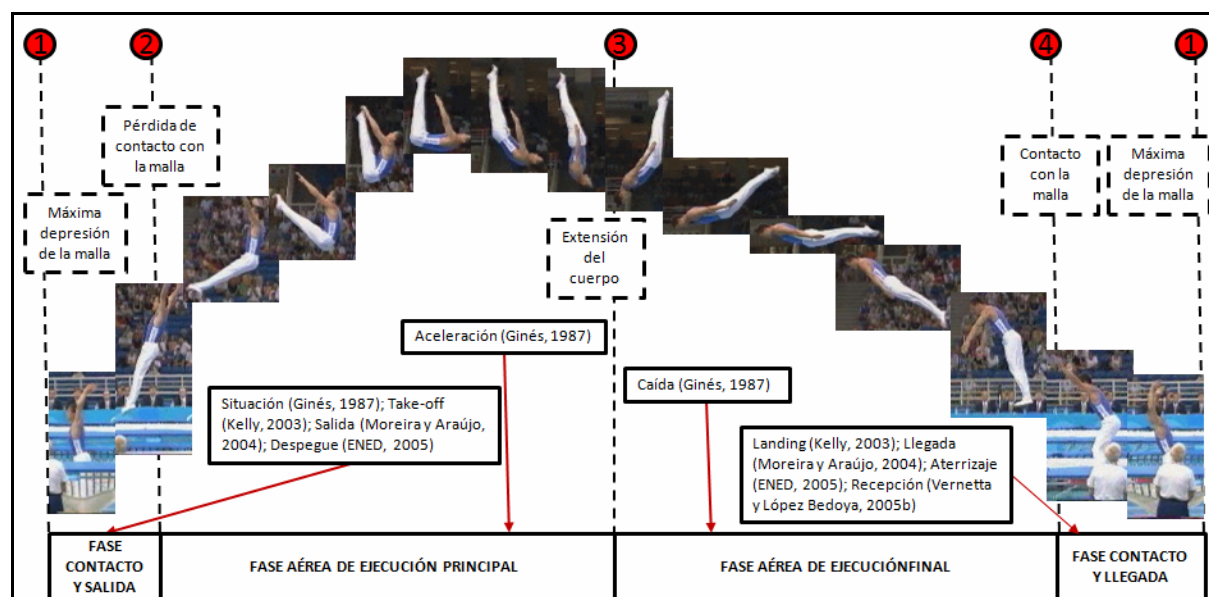 1
2
3
4
1
Pérdida de
contacto con
la malla
Máxima
depresión
de la malla
Extensión
del
cuerpo
Contacto
con la
malla
Máxima
depresión
de la malla
Aceleración (Ginés, 1987)
Situación (Ginés, 1987); Take-off
(Kelly, 2003); Salida (Moreira y Araújo,
2004); Despegue (ENED, 2005)
Caída (Ginés, 1987)
Landing (Kelly, 2003); Llegada
(Moreira y Araújo, 2004); Aterrizaje
(ENED, 2005); Recepción (Vernetta
y López Bedoya, 2005b)
FASE
CONTACTO
Y SALIDA
FASE AÉREA DE EJECUCIÓN PRINCIPAL
FASE AÉREA DE EJECUCIÓNFINAL
FASE CONTACTO
Y LLEGADA